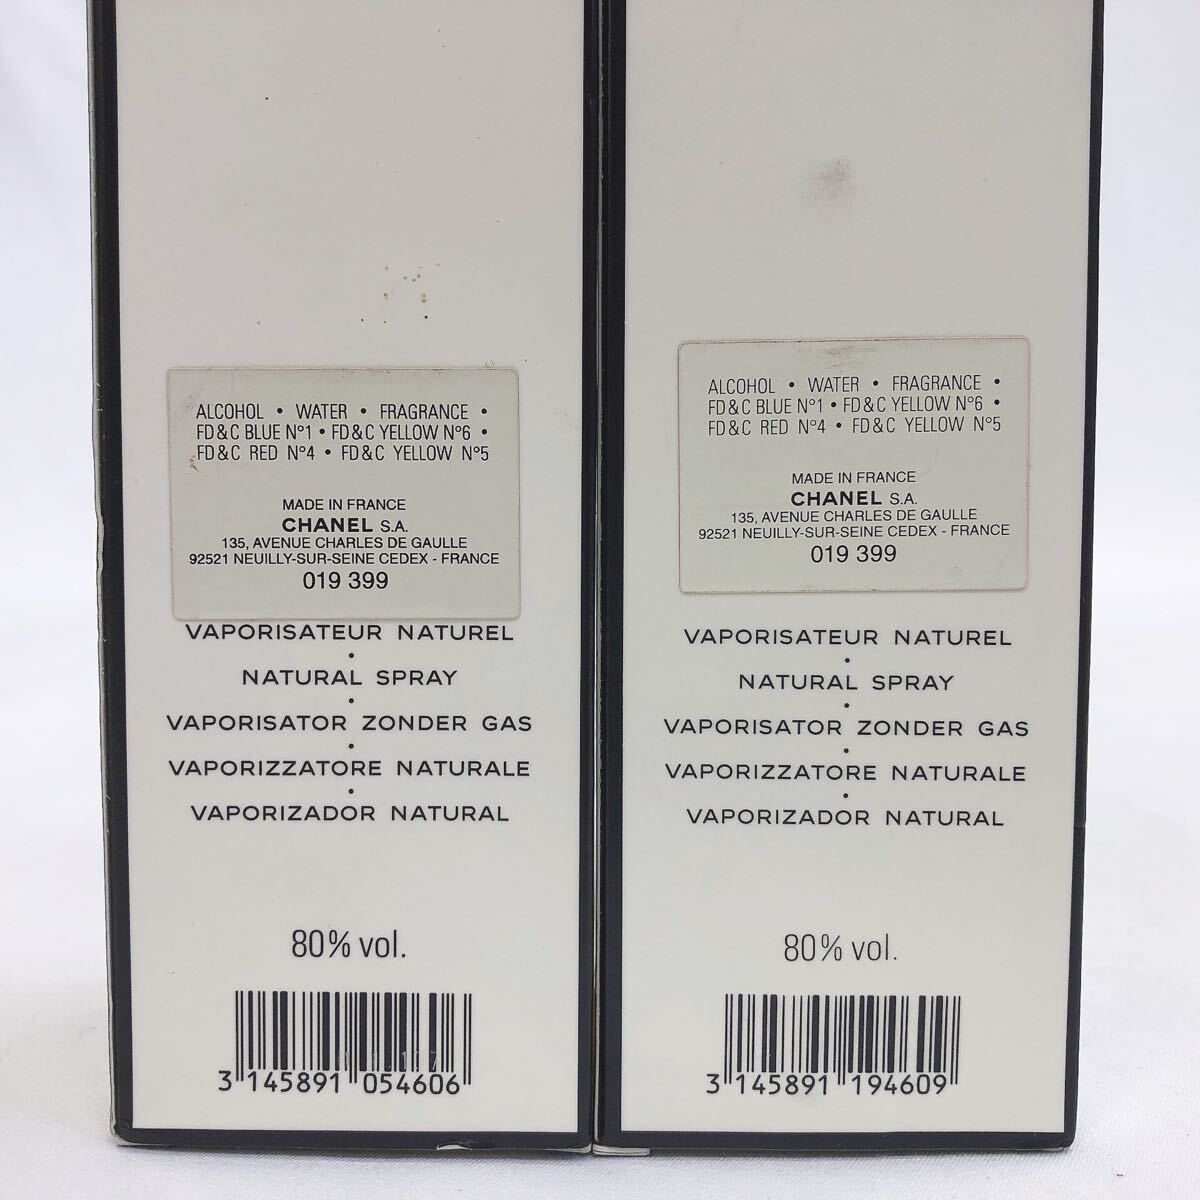 ALCOHOL • WATER • FRAGRANCE •
FD&C BLUE N°1 • FD&C YELLOW N°6 •
FD&C RED N°4 • FD&C YELLOW N°5
MADE IN FRANCE
CHANEL S.A.
135, AVENUE CHARLES DE GAULLE
92521 NEUILLY-SUR-SEINE CEDEX - FRANCE
019 399
VAPORISATEUR NATUREL
•
NATURAL SPRAY
•
VAPORISATOR ZONDER GAS
•
VAPORIZZATORE NATURALE
•
VAPORIZADOR NATURAL
80% vol.
3 145891 054606
ALCOHOL • WATER • FRAGRANCE •
FD&C BLUE N°1 • FD&C YELLOW N°6 •
FD&C RED N°4 • FD&C YELLOW N°5
MADE IN FRANCE
CHANEL S.A.
135, AVENUE CHARLES DE GAULLE
92521 NEUILLY-SUR-SEINE CEDEX - FRANCE
019 399
VAPORISATEUR NATUREL
•
NATURAL SPRAY
•
VAPORISATOR ZONDER GAS
•
VAPORIZZATORE NATURALE
•
VAPORIZADOR NATURAL
80% vol.
3 145891 194609